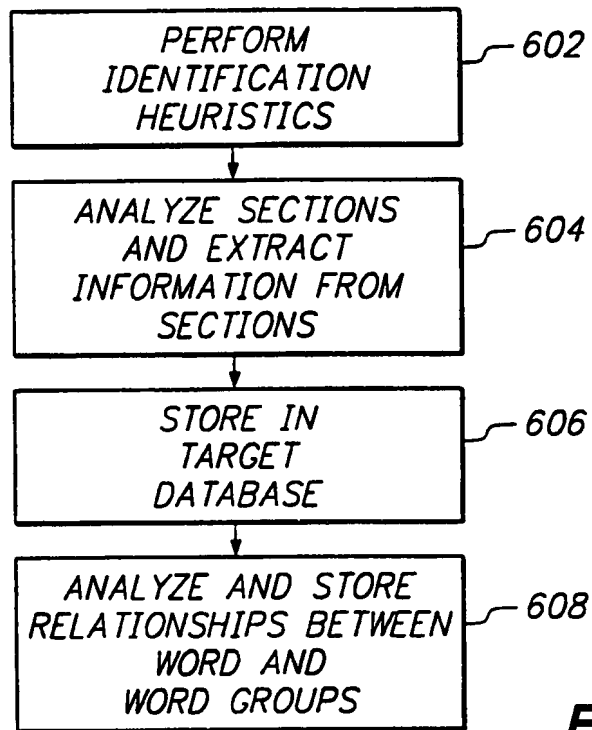 PERFORM
IDENTIFICATION
HEURISTICS
602
ANALYZE SECTIONS
AND EXTRACT
INFORMATION FROM
SECTIONS
604
STORE IN
TARGET
DATABASE
606
ANALYZE AND STORE
RELATIONSHIPS BETWEEN
WORD AND
WORD GROUPS
608